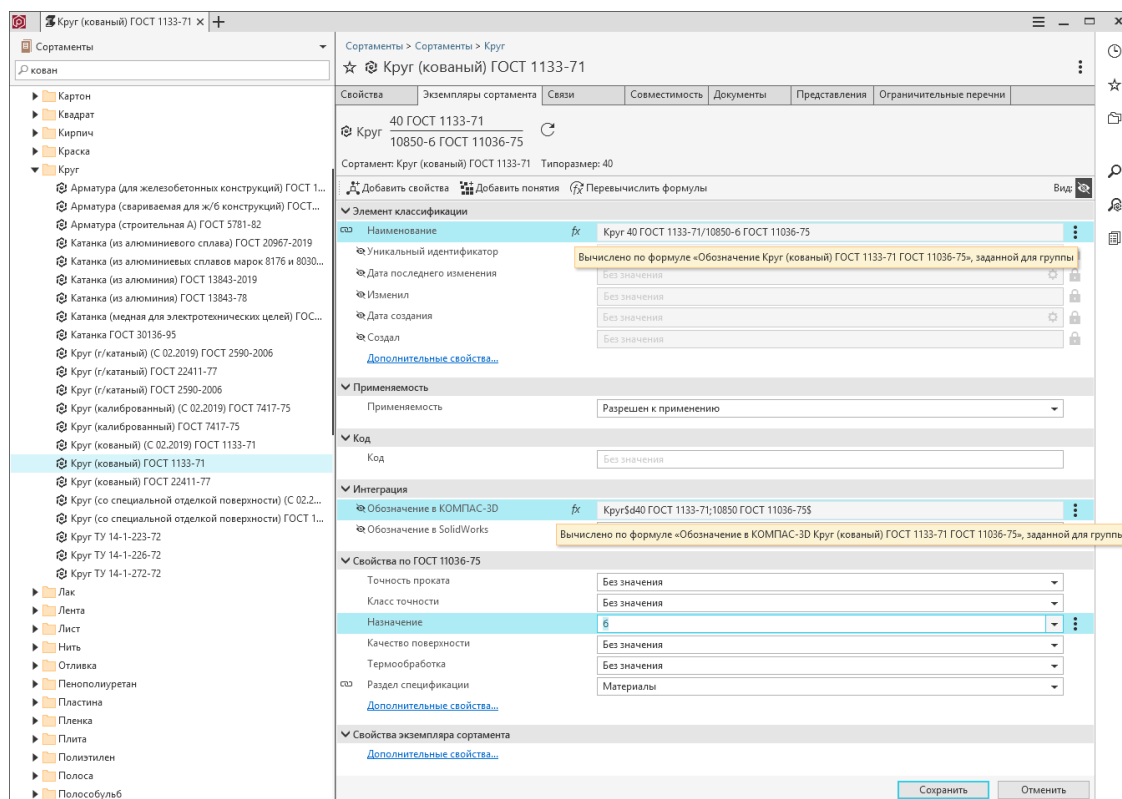 Круг (кованый) ГОСТ 1133-71
Сортаменты
кован
Картон
Квадрат
Кирпич
Краска
Круг
Арматура (для железобетонных конструкций) ГОСТ 1...
Арматура (свариваемая для ж/б конструкций) ГОСТ...
Арматура (строительная А) ГОСТ 5781-82
Катанка (из алюминиевого сплава) ГОСТ 20967-2019
Катанка (из алюминиевых сплавов марок 8176 и 8030...
Катанка (из алюминия) ГОСТ 13843-2019
Катанка (из алюминия) ГОСТ 13843-78
Катанка (медная для электротехнических целей) ГОС...
Катанка ГОСТ 30136-95
Круг (г/катаный) (С 02.2019) ГОСТ 2590-2006
Круг (г/катаный) ГОСТ 22411-77
Круг (г/катаный) ГОСТ 2590-2006
Круг (калиброванный) (С 02.2019) ГОСТ 7417-75
Круг (калиброванный) ГОСТ 7417-75
Круг (кованый) (С 02.2019) ГОСТ 1133-71
Круг (кованый) ГОСТ 1133-71
Круг (кованый) ГОСТ 22411-77
Круг (со специальной отделкой поверхности) (С 02.2...
Круг (со специальной отделкой поверхности) ГОСТ 1...
Круг ТУ 14-1-223-72
Круг ТУ 14-1-226-72
Круг ТУ 14-1-272-72
Лак
Лента
Лист
Нить
Отливка
Пенополиуретан
Пластина
Пленка
Плита
Полиэтилен
Полоса
Полособульб
Сортаменты > Сортаменты > Круг
Круг (кованый) ГОСТ 1133-71
Свойства Экземпляры сортамента Связи Совместимость Документы Представления Ограничительные перечни
40 ГОСТ 1133-71
Круг
10850-6 ГОСТ 11036-75
Сортамент: Круг (кованый) ГОСТ 1133-71 Типоразмер: 40
Добавить свойства Добавить понятия Перевычислить формулы Вид:
Элемент классификации
Наименование fx Круг 40 ГОСТ 1133-71/10850-6 ГОСТ 11036-75
Уникальный идентификатор
Вычислено по формуле «Обозначение Круг (кованый) ГОСТ 1133-71 ГОСТ 11036-75», заданной для группы
Дата последнего изменения Без значения
Изменил Без значения
Дата создания Без значения
Создал Без значения
Дополнительные свойства...
Применяемость
Применяемость Разрешен к применению
Код
Код Без значения
Интеграция
Обозначение в КОМПАС-3D fx Круг$d40 ГОСТ 1133-71;10850 ГОСТ 11036-75$
Обозначение в SolidWorks
Вычислено по формуле «Обозначение в КОМПАС-3D Круг (кованый) ГОСТ 1133-71 ГОСТ 11036-75», заданной для группы
Свойства по ГОСТ 11036-75
Точность проката Без значения
Класс точности Без значения
Назначение 6
Качество поверхности Без значения
Термообработка Без значения
Раздел спецификации Материалы
Дополнительные свойства...
Свойства экземпляра сортамента
Дополнительные свойства...
Сохранить Отменить